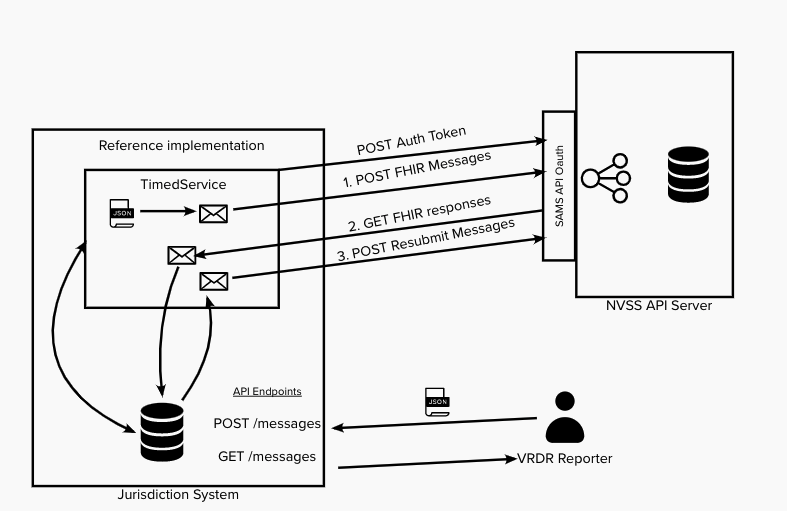 POST Auth Token
Reference implementation
1. POST FHIR Messages
TimedService
SAMS API Oauth
JSON
2. GET FHIR responses
3. POST Resubmit Messages
NVSS API Server
API Endpoints
JSON
POST /messages
GET /messages
VRDR Reporter
Jurisdiction System